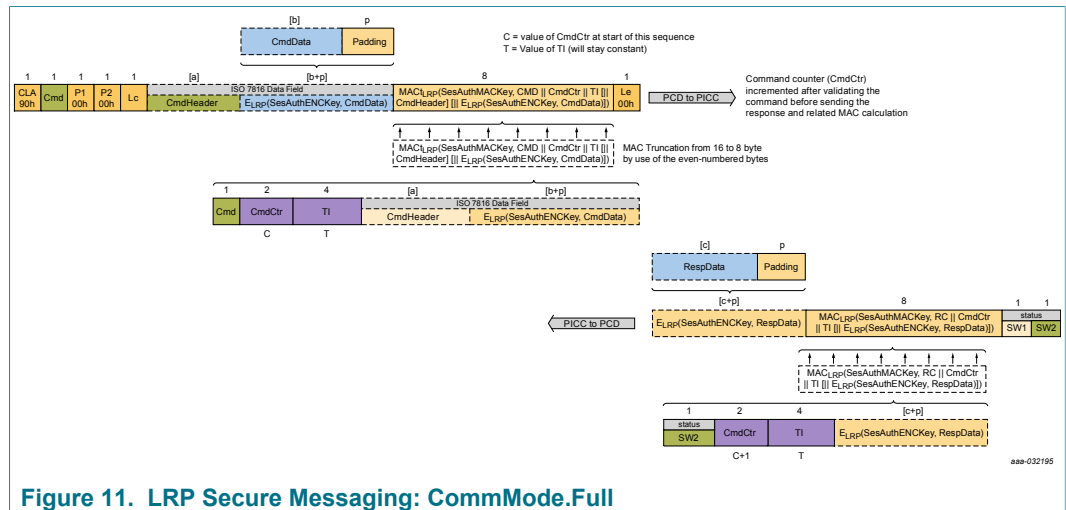 [b] p
CmdData Padding
C = value of CmdCtr at start of this sequence
T = Value of TI (will stay constant)
1 1 1 1 1 [a] [b+p] 8 1
CLA 90h Cmd P1 00h P2 00h Lc
ISO 7816 Data Field
CmdHeader ELRP(SesAuthENCKey, CmdData)
MACtLRP(SesAuthMACKey, CMD || CmdCtr || TI [||
CmdHeader] [|| ELRP(SesAuthENCKey, CmdData)])
Le 00h
PCD to PICC
Command counter (CmdCtr)
incremented after validating the
command before sending the
response and related MAC calculation
MACtLRP(SesAuthMACKey, CMD || CmdCtr || TI [||
CmdHeader] [|| ELRP(SesAuthENCKey, CmdData)])
MAC Truncation from 16 to 8 byte
by use of the even-numbered bytes
1 2 4 [a] [b+p]
Cmd CmdCtr TI
ISO 7816 Data Field
CmdHeader ELRP(SesAuthENCKey, CmdData)
C T
[c] p
RespData Padding
[c+p] 8 1 1
PICC to PCD
ELRP(SesAuthENCKey, RespData)
MACLRP(SesAuthMACKey, RC || CmdCtr
|| TI [|| ELRP(SesAuthENCKey, RespData)])
status
SW1 SW2
MACLRP(SesAuthMACKey, RC || CmdCtr
|| TI [|| ELRP(SesAuthENCKey, RespData)])
1 2 4 [c+p]
status
SW2 CmdCtr TI ELRP(SesAuthENCKey, RespData)
C+1 T
aaa-032195
Figure 11. LRP Secure Messaging: CommMode.Full